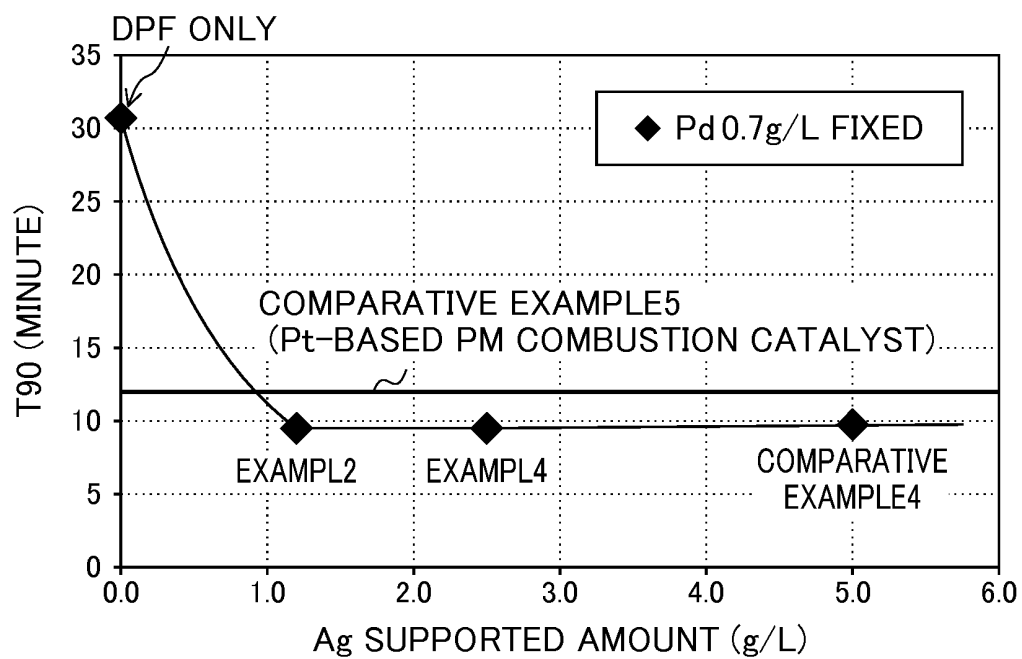 DPF ONLY
35
30
25
20
15
10
5
0
T90 (MINUTE)
Pd 0.7g/L FIXED
COMPARATIVE EXAMPLE5
(Pt-BASED PM COMBUSTION CATALYST)
EXAMPL2
EXAMPL4
COMPARATIVE
EXAMPLE4
0.0 1.0 2.0 3.0 4.0 5.0 6.0
Ag SUPPORTED AMOUNT (g/L)